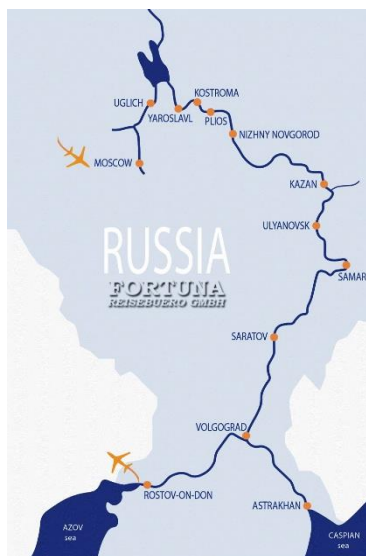 KOSTROMA
UGLICH
YAROSLAVL
PLIOS
NIZHNY NOVGOROD
MOSCOW
KAZAN
ULYANOVSK
RUSSIA
SAMAR
FORTUNA
REISEBUERO GMBH
SARATOV
VOLGOGRAD
ROSTOV-ON-DON
ASTRAKHAN
AZOV
sea
CASPIAN
sea